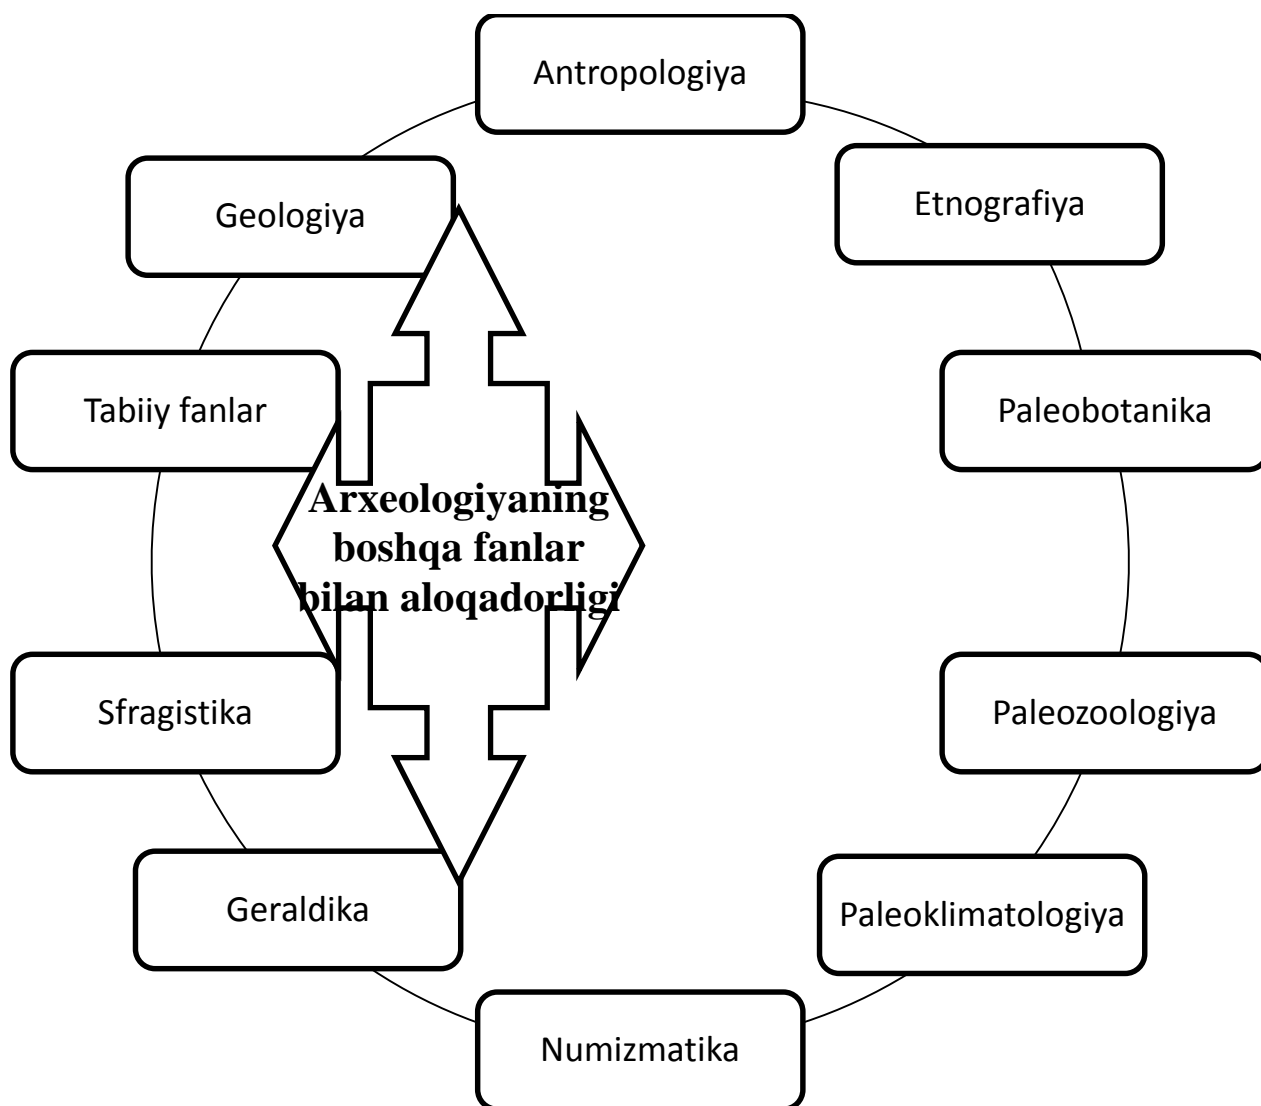 Antropologiya
Etnografiya
Geologiya
Tabiiy fanlar
Paleobotanika
Arxeologiyaning
boshqa fanlar
bilan aloqadorligi
Sfragistika
Paleozoologiya
Geraldika
Paleoklimatologiya
Numizmatika